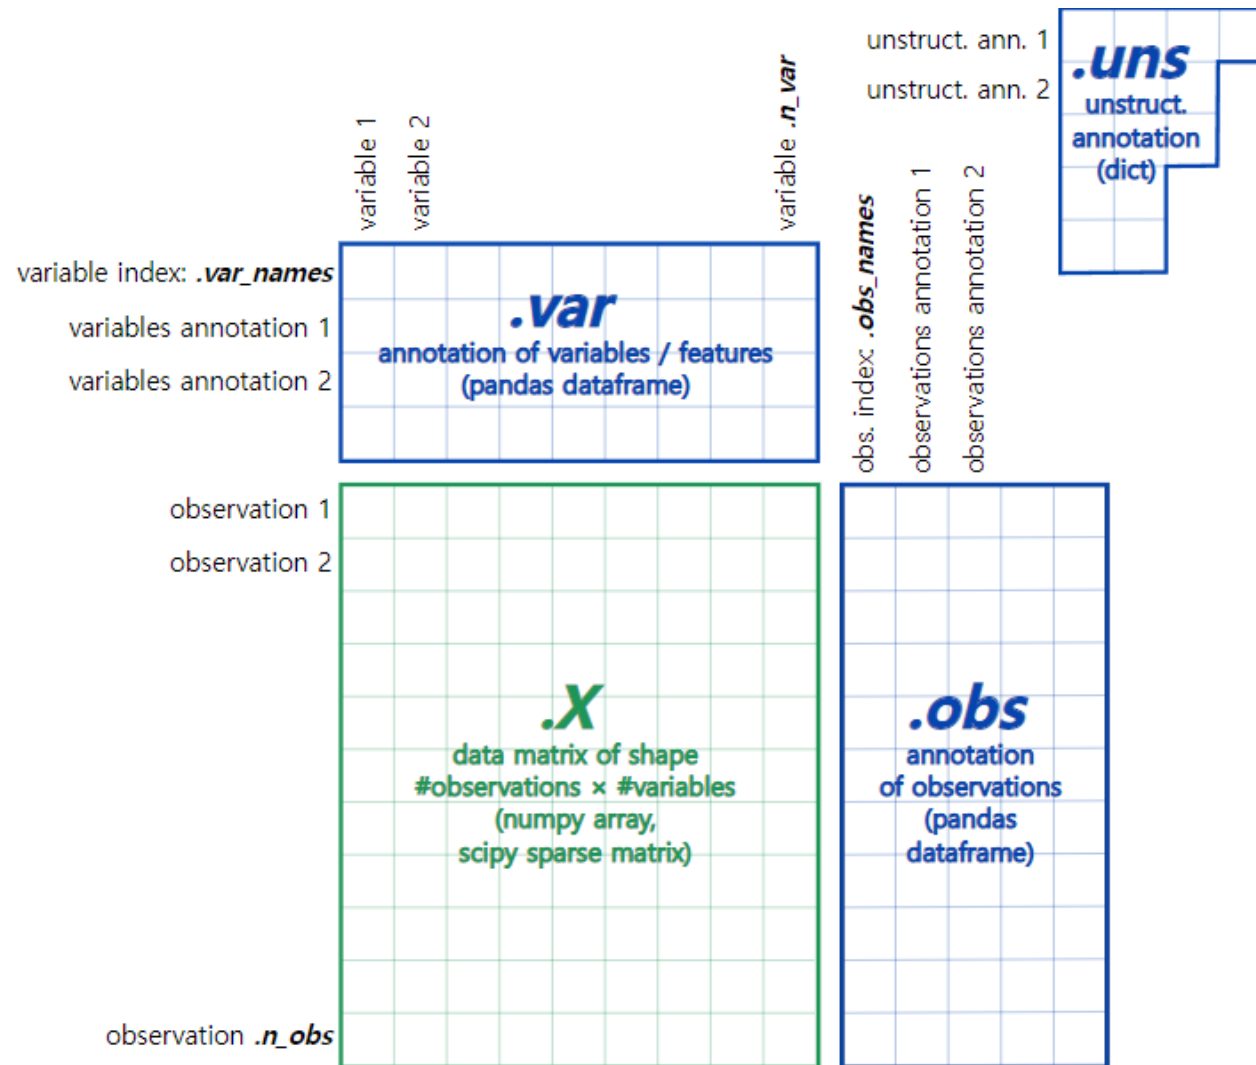 unstruct. ann. 1
unstruct. ann. 2
.uns
unstruct.
annotation
(dict)
variable 1
variable 2
variable .n_var
variable index: .var_names
variables annotation 1
variables annotation 2
.var
annotation of variables / features
(pandas dataframe)
obs. index: .obs_names
observations annotation 1
observations annotation 2
observation 1
observation 2
observation .n_obs
.X
data matrix of shape
#observations × #variables
(numpy array,
scipy sparse matrix)
.obs
annotation
of observations
(pandas
dataframe)